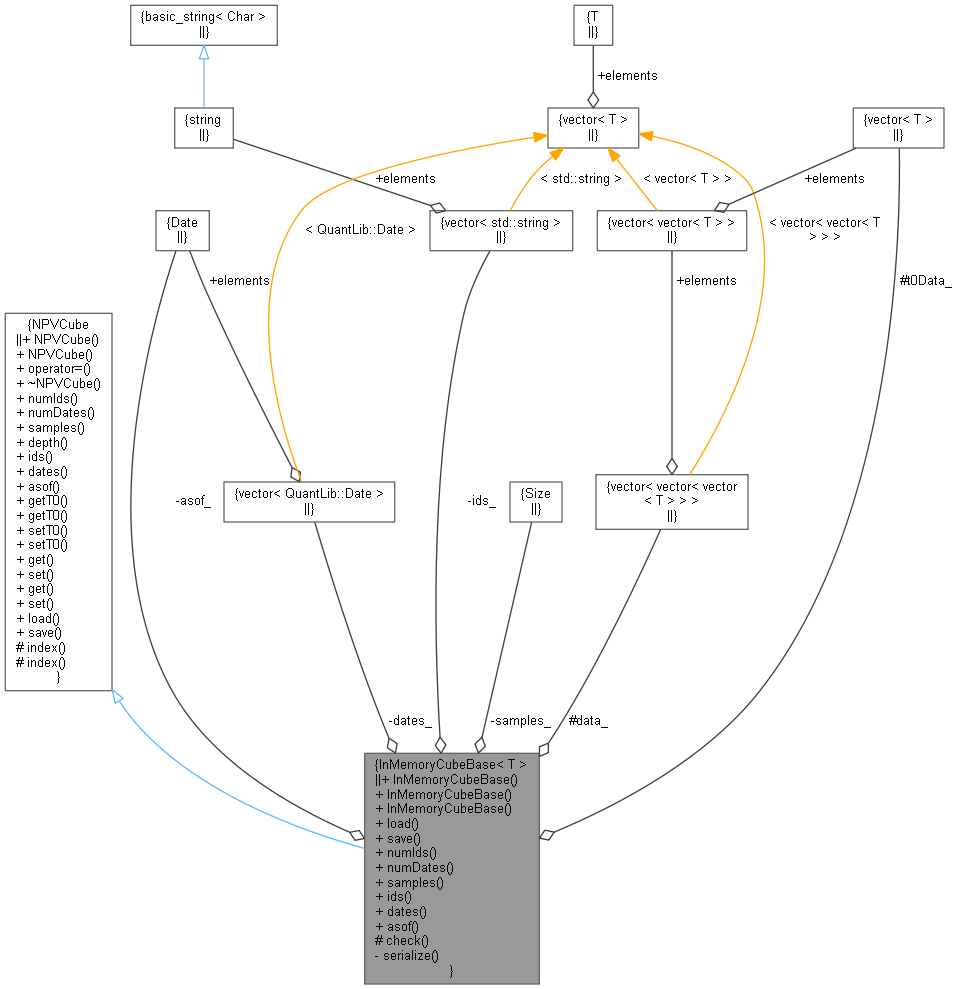 {basic_string< Char >
||}
{T
||}
+elements
{string
||}
{vector< T >
||}
{vector< T >
||}
+elements
< std::string >
< vector< T > >
+elements
{Date
||}
< QuantLib::Date >
{vector< std::string >
||}
{vector< vector< T > >
||}
< vector< vector< T
> > >
+elements
+elements
#t0Data_
{NPVCube
||+ NPVCube()
+ NPVCube()
+ operator=()
+ ~NPVCube()
+ numIds()
+ numDates()
+ samples()
+ depth()
+ ids()
+ dates()
+ asof()
+ getT0()
+ getT0()
+ setT0()
+ setT0()
+ get()
+ set()
+ get()
+ set()
+ load()
+ save()
# index()
# index()
}
-asof_
{vector< QuantLib::Date >
||}
-ids_
{Size
||}
{vector< vector< vector
< T > > >
||}
-dates_
-samples_
#data_
{InMemoryCubeBase< T >
||+ InMemoryCubeBase()
+ InMemoryCubeBase()
+ InMemoryCubeBase()
+ load()
+ save()
+ numIds()
+ numDates()
+ samples()
+ ids()
+ dates()
+ asof()
# check()
- serialize()
}